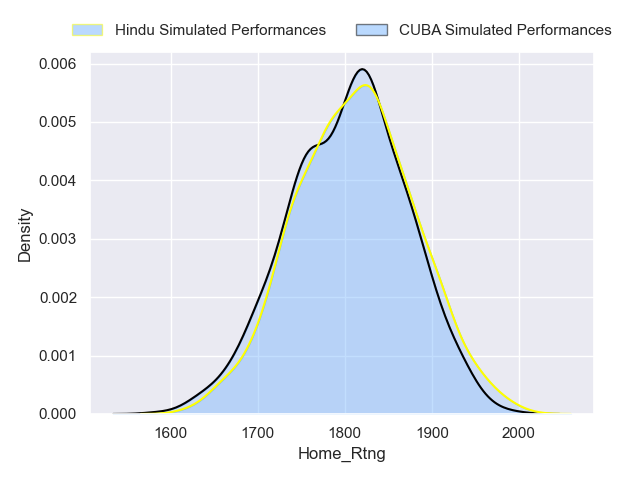 Hindu Simulated Performances CUBA Simulated Performances
0.006
0.005
0.004
0.003
0.002
0.001
0.000
Density
1600 1700 1800 1900 2000
Home_Rtng